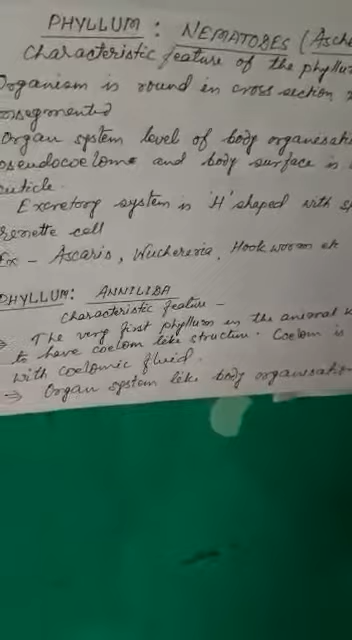 PHYLLUM : NEMATODES (Asche
Characteristic feature of the phyllu
Organism is round in cross section
unsegmented
Organ system level of body organisati
pseudocoelome and body surface is
cuticle.
Excretory system is 'H' shaped with
renette cell
Ex - Ascaris, Wuchereria, Hook worm etc
PHYLLUM: ANNILIDA
Characteristic feature -
→ The very first phyllum in the animal k
to have coelom like structure. Coelom is
with coelomic fluid.
→ Organ system like body organisatio